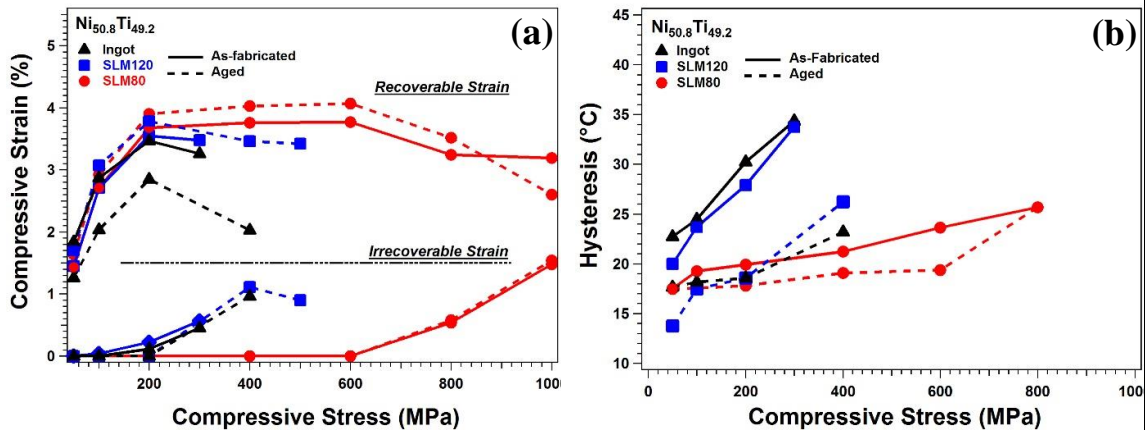 (a)
Ni50.8Ti49.2
Ingot
SLM120
SLM80
As-fabricated
Aged
Recoverable Strain
Irrecoverable Strain
Compressive Strain (%)
5
4
3
2
1
0
200
400
600
800
1000
Compressive Stress (MPa)
(b)
Ni50.8Ti49.2
Ingot
SLM120
SLM80
As-Fabricated
Aged
Hysteresis (°C)
45
40
35
30
25
20
15
10
0
200
400
600
800
100
Compressive Stress (MPa)